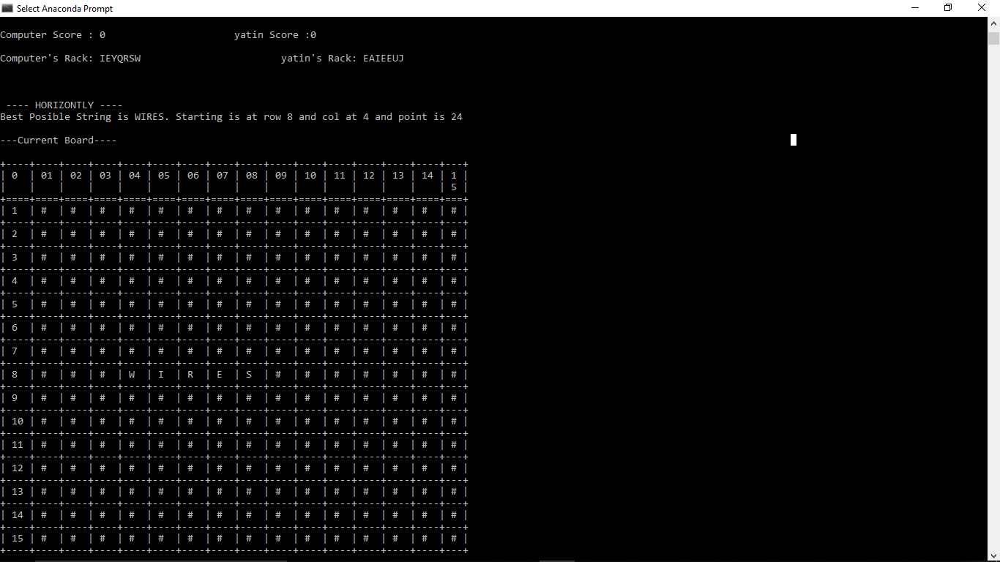 Select Anaconda Prompt
Computer Score : 0                      yatin Score :0
Computer's Rack: IEYQRSW                        yatin's Rack: EAIEEUJ
 ---- HORIZONTLY ----
Best Posible String is WIRES. Starting is at row 8 and col at 4 and point is 24
---Current Board----
+----+----+----+----+----+----+----+----+----+----+----+----+----+----+----+---+
| 0  | 01 | 02 | 03 | 04 | 05 | 06 | 07 | 08 | 09 | 10 | 11 | 12 | 13 | 14 | 1 |
|    |    |    |    |    |    |    |    |    |    |    |    |    |    |    | 5 |
+====+====+====+====+====+====+====+====+====+====+====+====+====+====+====+===+
| 1  | #  | #  | #  | #  | #  | #  | #  | #  | #  | #  | #  | #  | #  | #  | # |
+----+----+----+----+----+----+----+----+----+----+----+----+----+----+----+---+
| 2  | #  | #  | #  | #  | #  | #  | #  | #  | #  | #  | #  | #  | #  | #  | # |
+----+----+----+----+----+----+----+----+----+----+----+----+----+----+----+---+
| 3  | #  | #  | #  | #  | #  | #  | #  | #  | #  | #  | #  | #  | #  | #  | # |
+----+----+----+----+----+----+----+----+----+----+----+----+----+----+----+---+
| 4  | #  | #  | #  | #  | #  | #  | #  | #  | #  | #  | #  | #  | #  | #  | # |
+----+----+----+----+----+----+----+----+----+----+----+----+----+----+----+---+
| 5  | #  | #  | #  | #  | #  | #  | #  | #  | #  | #  | #  | #  | #  | #  | # |
+----+----+----+----+----+----+----+----+----+----+----+----+----+----+----+---+
| 6  | #  | #  | #  | #  | #  | #  | #  | #  | #  | #  | #  | #  | #  | #  | # |
+----+----+----+----+----+----+----+----+----+----+----+----+----+----+----+---+
| 7  | #  | #  | #  | #  | #  | #  | #  | #  | #  | #  | #  | #  | #  | #  | # |
+----+----+----+----+----+----+----+----+----+----+----+----+----+----+----+---+
| 8  | #  | #  | #  | W  | I  | R  | E  | S  | #  | #  | #  | #  | #  | #  | # |
+----+----+----+----+----+----+----+----+----+----+----+----+----+----+----+---+
| 9  | #  | #  | #  | #  | #  | #  | #  | #  | #  | #  | #  | #  | #  | #  | # |
+----+----+----+----+----+----+----+----+----+----+----+----+----+----+----+---+
| 10 | #  | #  | #  | #  | #  | #  | #  | #  | #  | #  | #  | #  | #  | #  | # |
+----+----+----+----+----+----+----+----+----+----+----+----+----+----+----+---+
| 11 | #  | #  | #  | #  | #  | #  | #  | #  | #  | #  | #  | #  | #  | #  | # |
+----+----+----+----+----+----+----+----+----+----+----+----+----+----+----+---+
| 12 | #  | #  | #  | #  | #  | #  | #  | #  | #  | #  | #  | #  | #  | #  | # |
+----+----+----+----+----+----+----+----+----+----+----+----+----+----+----+---+
| 13 | #  | #  | #  | #  | #  | #  | #  | #  | #  | #  | #  | #  | #  | #  | # |
+----+----+----+----+----+----+----+----+----+----+----+----+----+----+----+---+
| 14 | #  | #  | #  | #  | #  | #  | #  | #  | #  | #  | #  | #  | #  | #  | # |
+----+----+----+----+----+----+----+----+----+----+----+----+----+----+----+---+
| 15 | #  | #  | #  | #  | #  | #  | #  | #  | #  | #  | #  | #  | #  | #  | # |
+----+----+----+----+----+----+----+----+----+----+----+----+----+----+----+---+